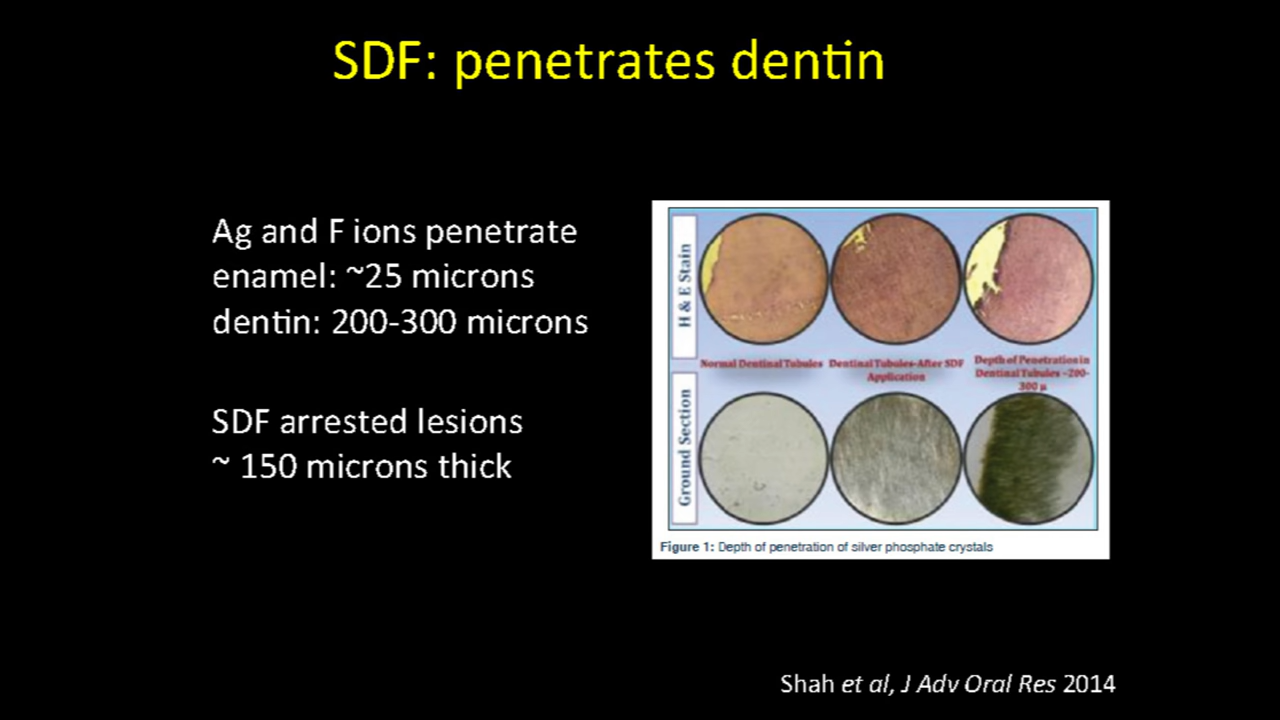 SDF: penetrates dentin
Ag and F ions penetrate
enamel: ~25 microns
dentin: 200-300 microns
SDF arrested lesions
~ 150 microns thick
H & E Stain
Normal Dentinal Tubules
Dentinal Tubules-After SDF
Application
Depth of Penetration in
Dentinal Tubules ~200-
300 µ
Ground Section
Figure 1: Depth of penetration of silver phosphate crystals
Shah et al, J Adv Oral Res 2014